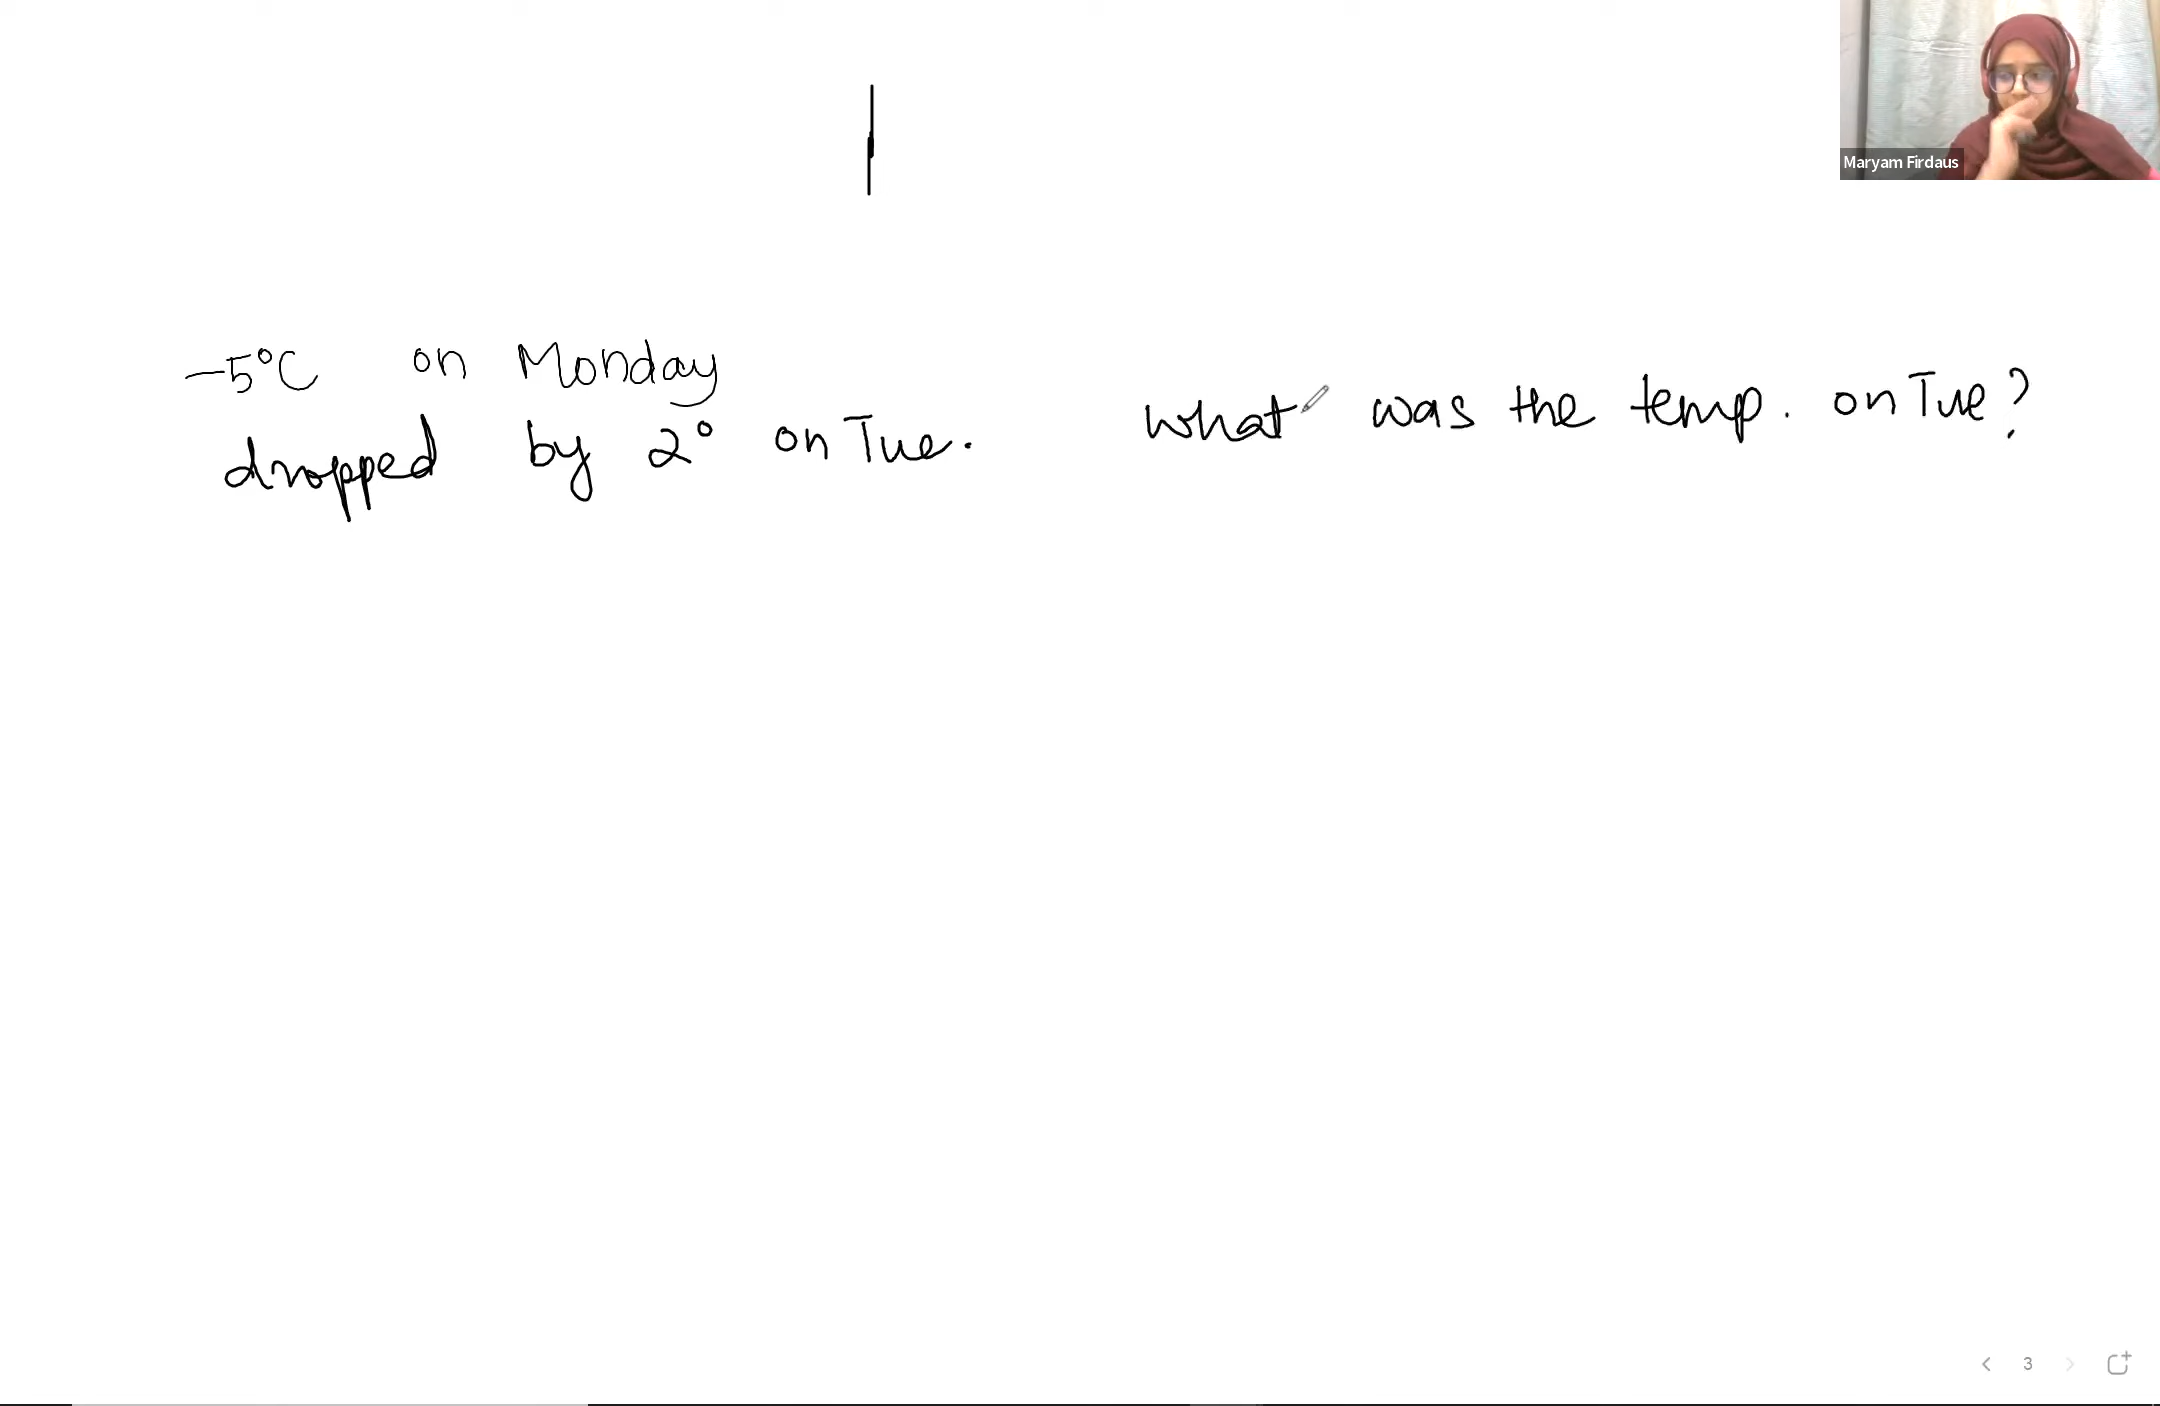 Maryam Firdaus
-5°C on Monday
dropped by 2° on Tue.
what was the temp. on Tue?
3